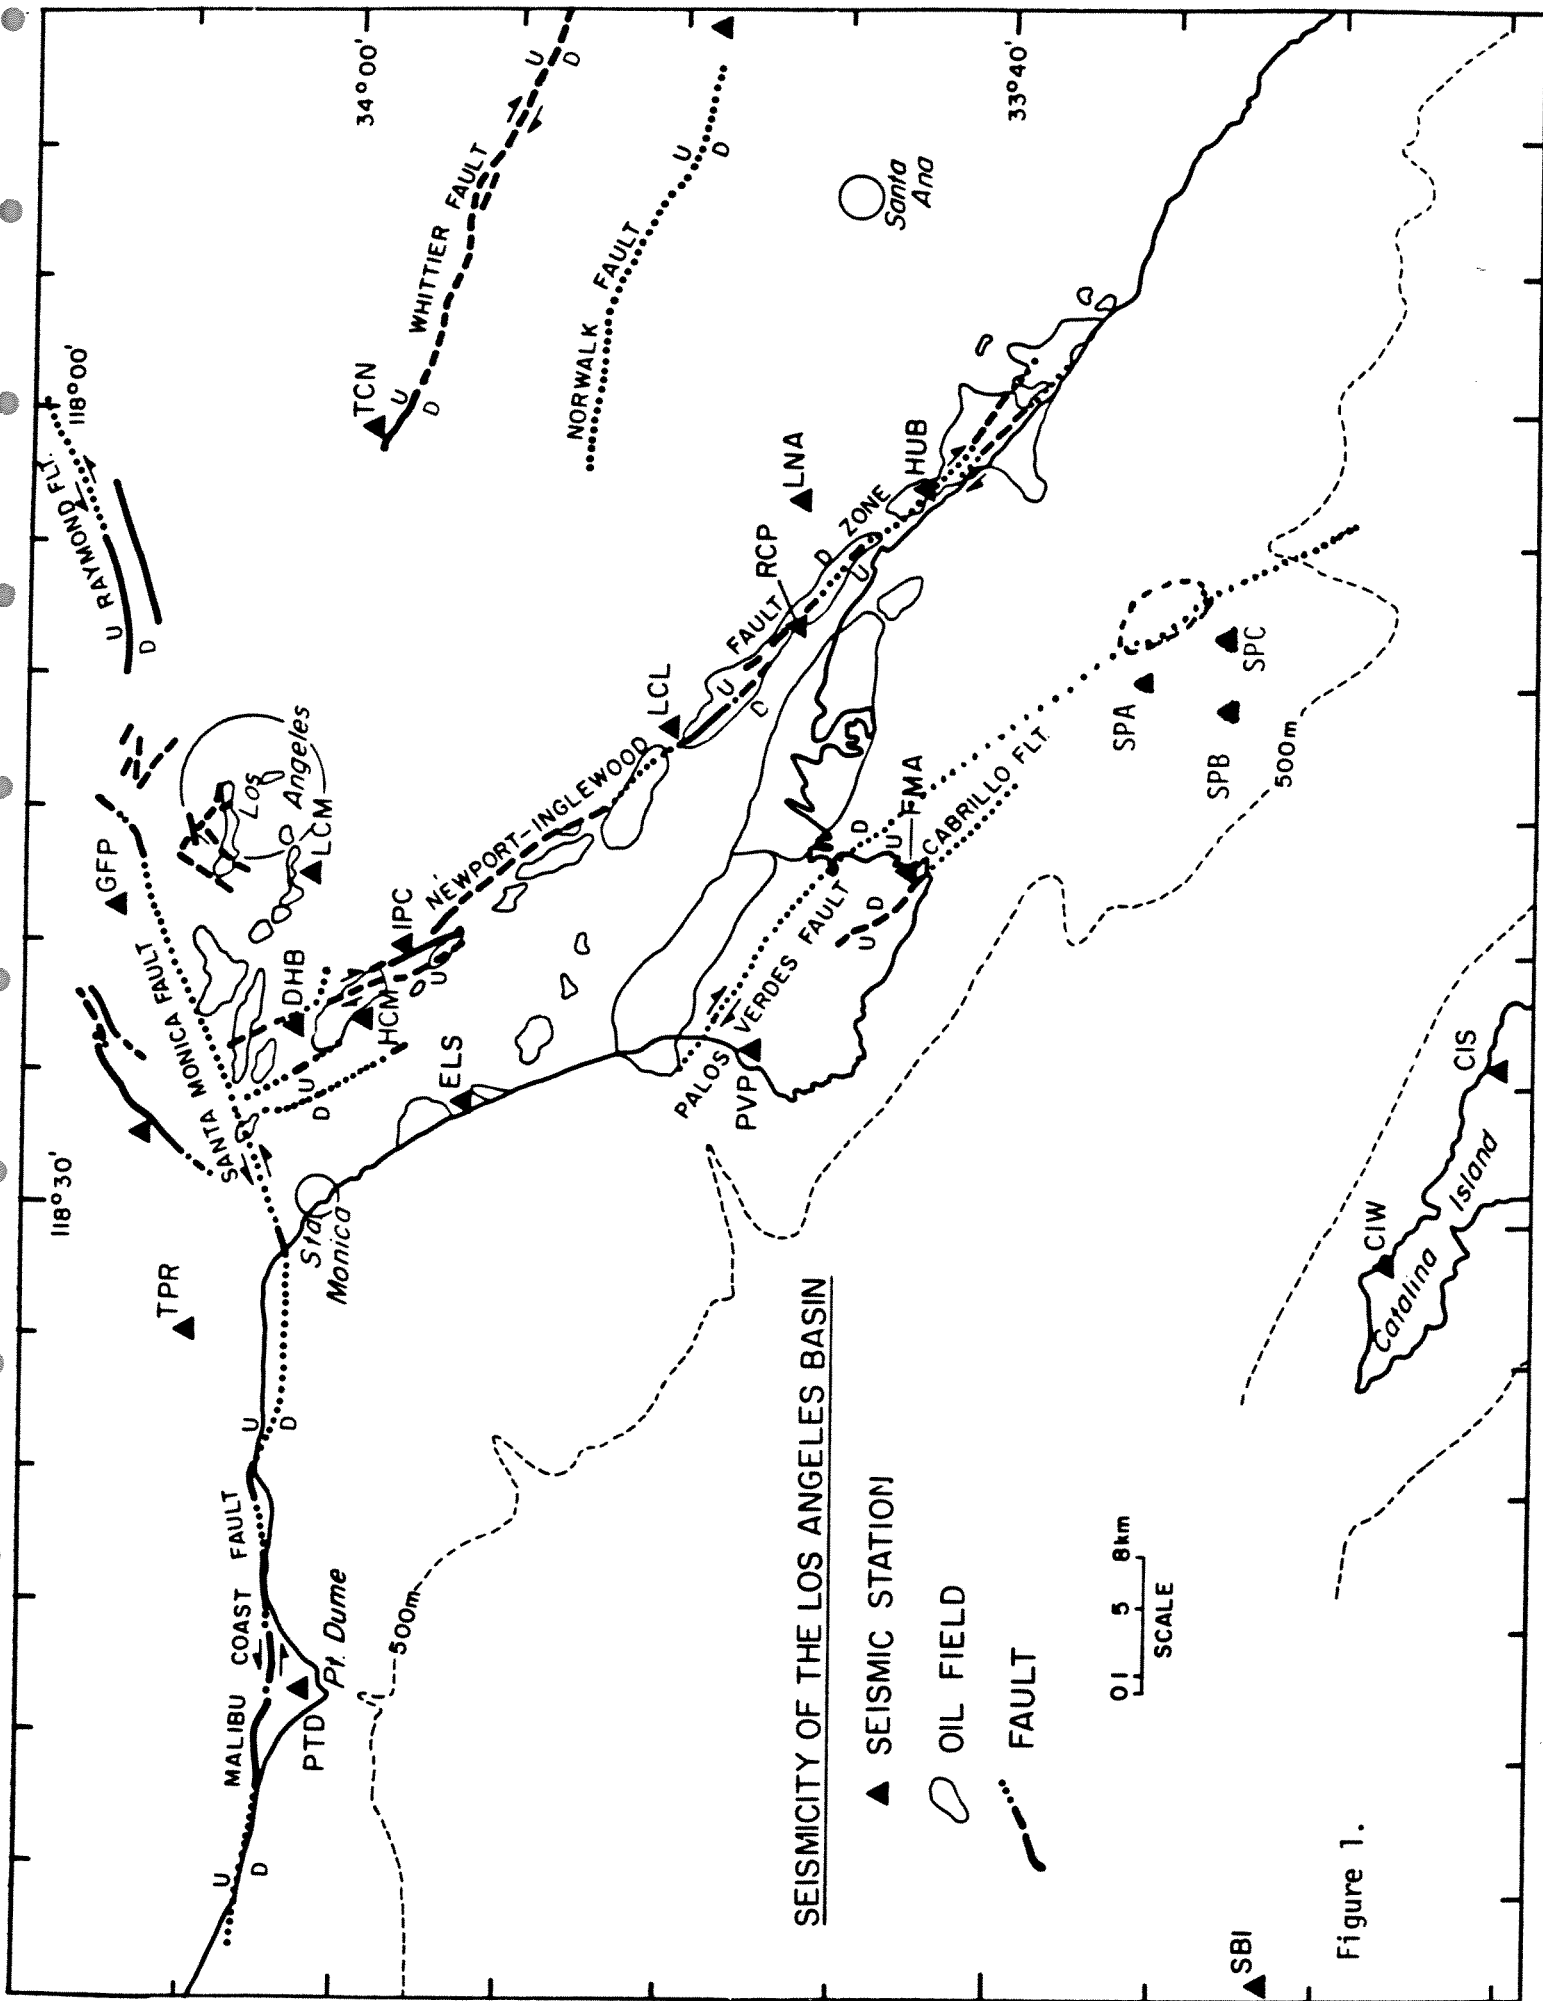 118°30'
118°00'
34°00'
33°40'
RAYMOND FLT.
U
D
GFP
Los
Angeles
LCM
SANTA MONICA FAULT
TPR
DHB
HCM
IPC
U
D
U
ELS
Sta
Monica
MALIBU COAST FAULT
U
D
U
D
PTD
Pt. Dume
500m
TCN
U
D
WHITTIER FAULT
U
D
NORWALK FAULT
U
D
Santa
Ana
NEWPORT-INGLEWOOD FAULT ZONE
LCL
U
D
RCP
D
U
LNA
HUB
PALOS VERDES FAULT
PVP
D
U
U
D
FMA
CABRILLO FLT.
SPA
SPB
SPC
500m
CIW
CIS
Catalina
Island
SBI
SEISMICITY OF THE LOS ANGELES BASIN
SEISMIC STATION
OIL FIELD
FAULT
0 1 5 8km
SCALE
Figure 1.